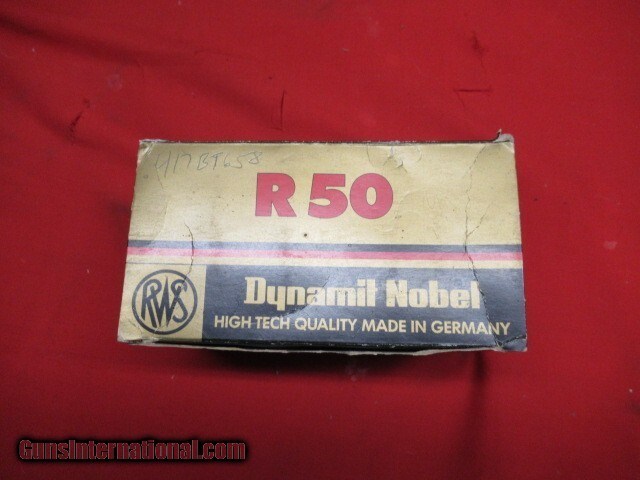 R 50
RWS
Dynamit Nobel
HIGH TECH QUALITY MADE IN GERMANY
GunsInternational.com